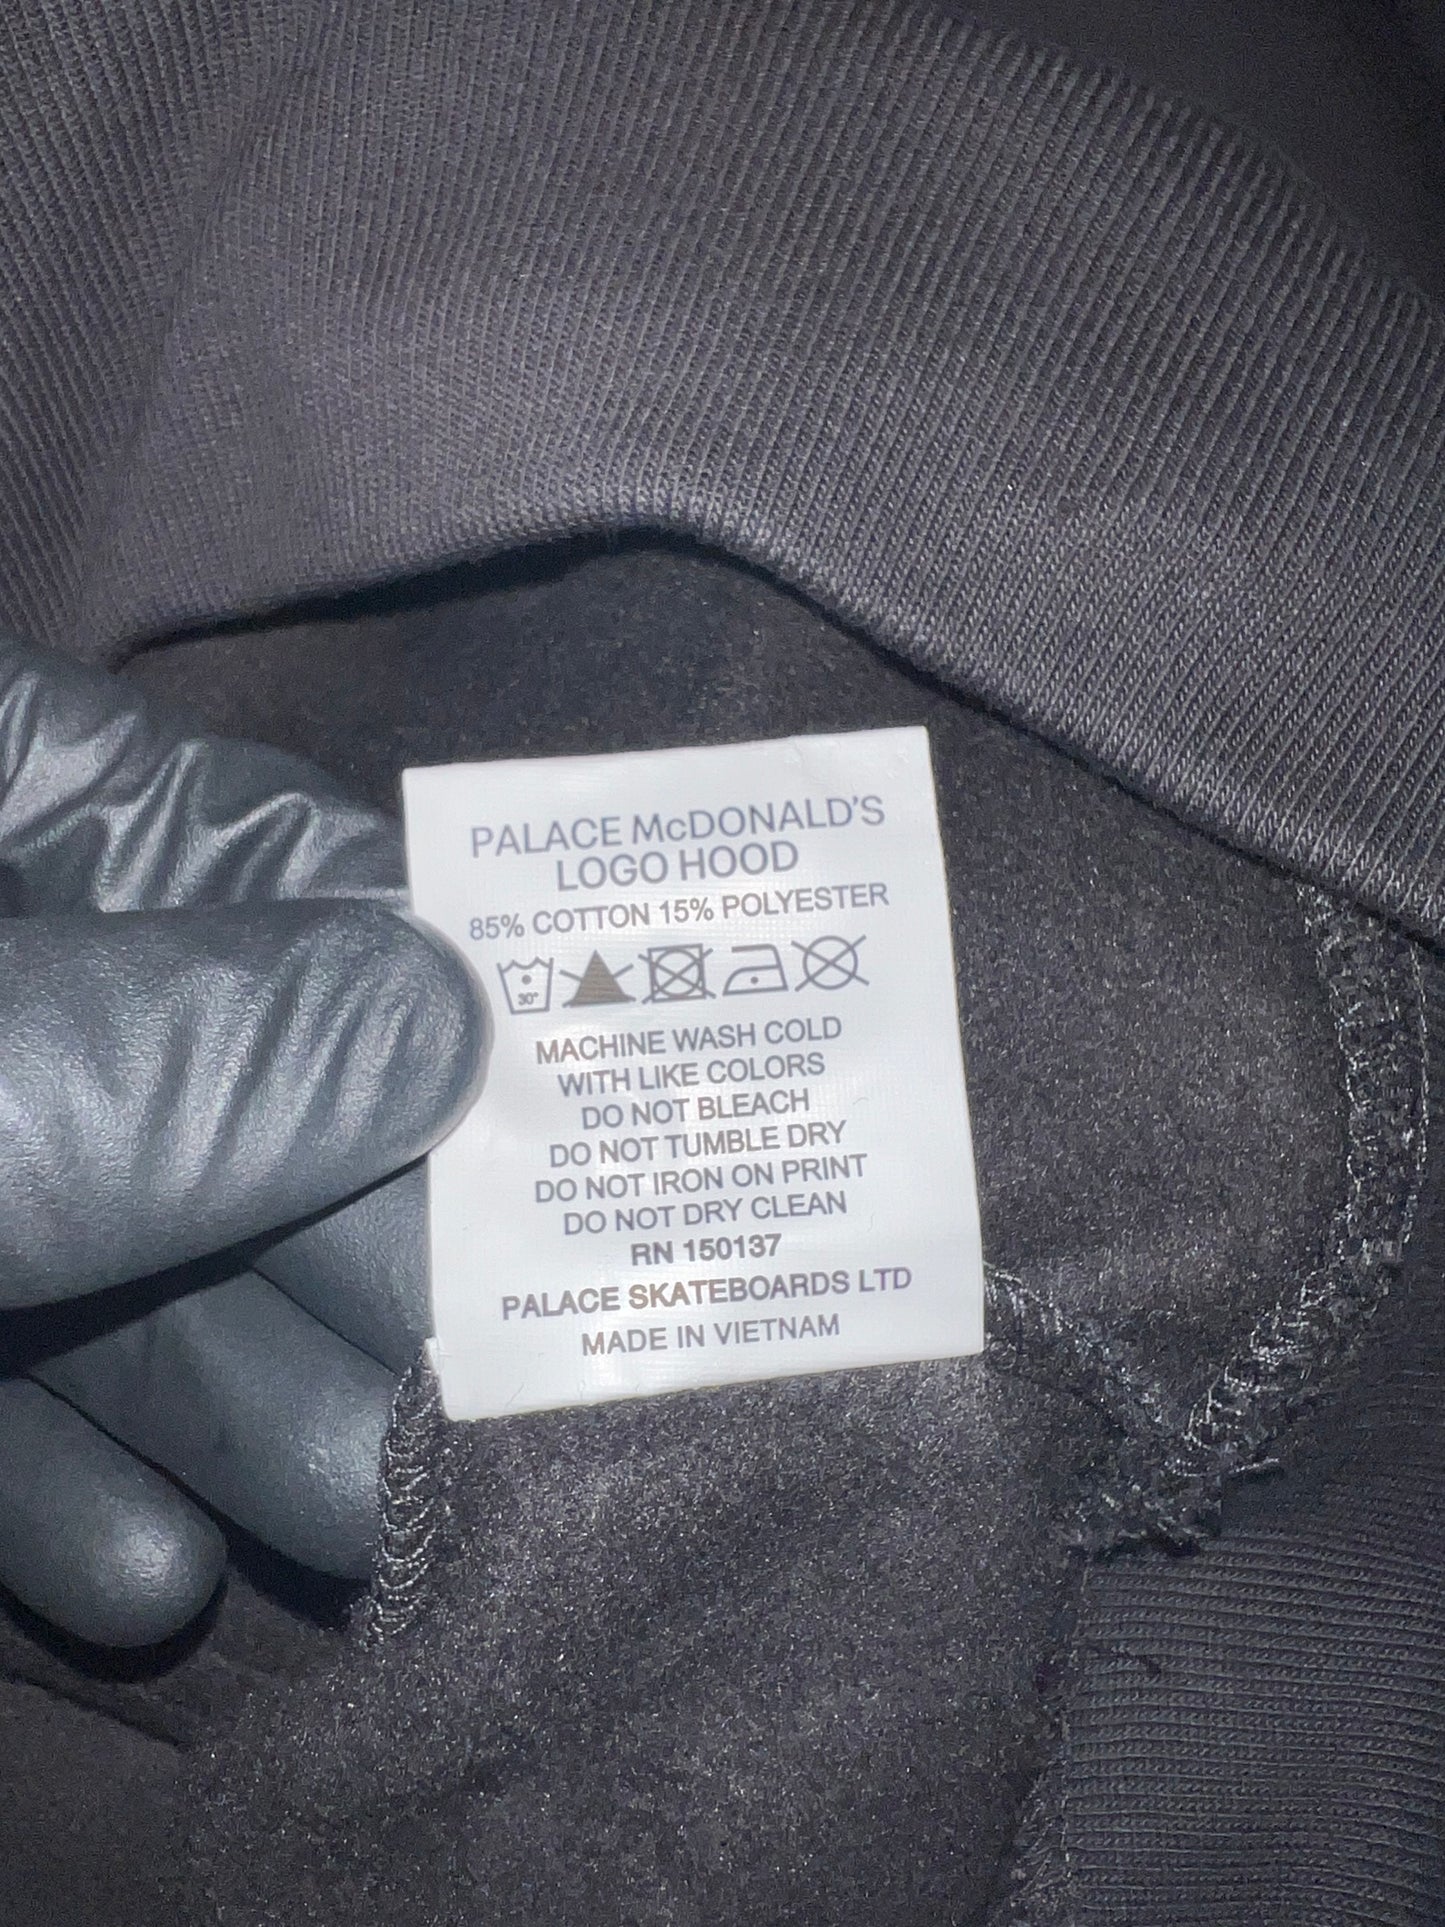 PALACE McDONALD'S
LOGO HOOD
85% COTTON 15% POLYESTER
30°
MACHINE WASH COLD
WITH LIKE COLORS
DO NOT BLEACH
DO NOT TUMBLE DRY
DO NOT IRON ON PRINT
DO NOT DRY CLEAN
RN 150137
PALACE SKATEBOARDS LTD
MADE IN VIETNAM